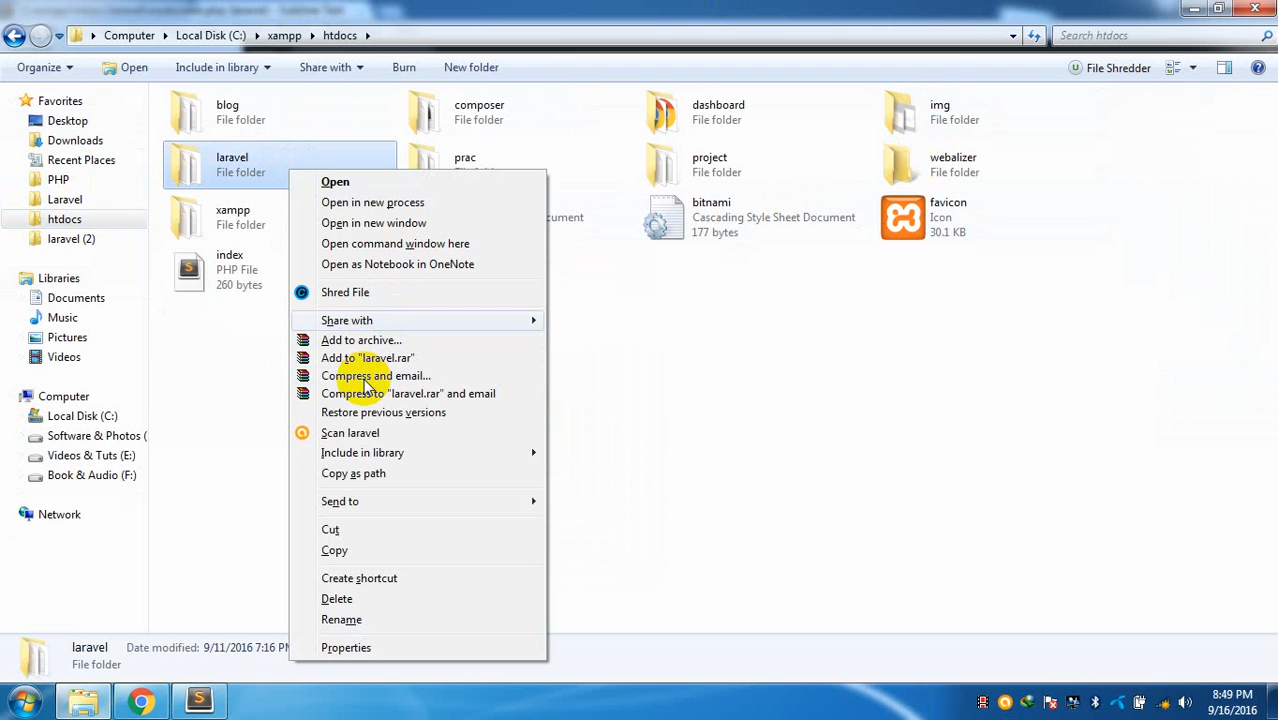 Computer Local Disk (C:) xampp htdocs
Search htdocs
Organize Open Include in library Share with Burn New folder
File Shredder
Favorites
Desktop
Downloads
Recent Places
PHP
Laravel
htdocs
laravel (2)
Libraries
Documents
Music
Pictures
Videos
Computer
Local Disk (C:)
Software & Photos (
Videos & Tuts (E:)
Book & Audio (F:)
Network
blog
File folder
composer
File folder
dashboard
File folder
img
File folder
laravel
File folder
prac
project
File folder
webalizer
File folder
xampp
File folder
ocument
bitnami
Cascading Style Sheet Document
177 bytes
favicon
Icon
30.1 KB
index
PHP File
260 bytes
Open
Open in new process
Open in new window
Open command window here
Open as Notebook in OneNote
Shred File
Share with
Add to archive...
Add to "laravel.rar"
Compress and email...
Compress to "laravel.rar" and email
Restore previous versions
Scan laravel
Include in library
Copy as path
Send to
Cut
Copy
Create shortcut
Delete
Rename
Properties
laravel Date modified: 9/11/2016 7:16 P
File folder
8:49 PM
9/16/2016